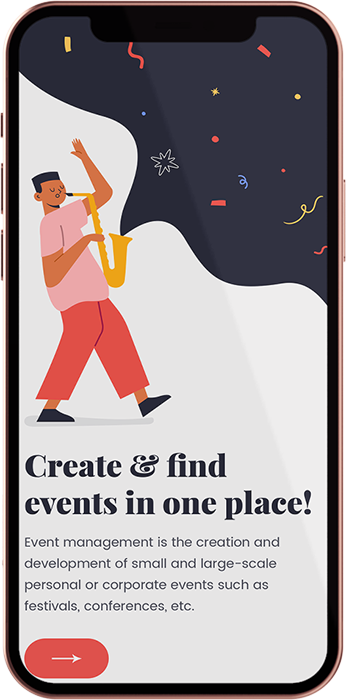 Create & find
events in one place!
Event management is the creation and
development of small and large-scale
personal or corporate events such as
festivals, conferences, etc.